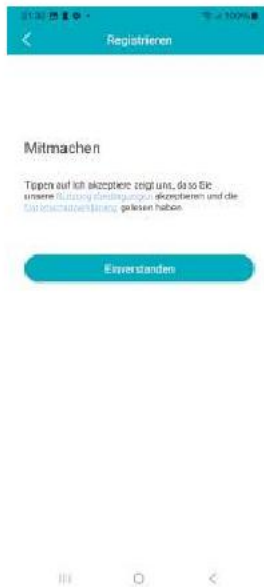 100%
Registrieren
Mitmachen
Tippen auf Ich akzeptiere zeigt uns, dass Sie
unsere Nutzungsbedingungen akzeptieren und die
Datenschutzerklärung gelesen haben
Einverstanden